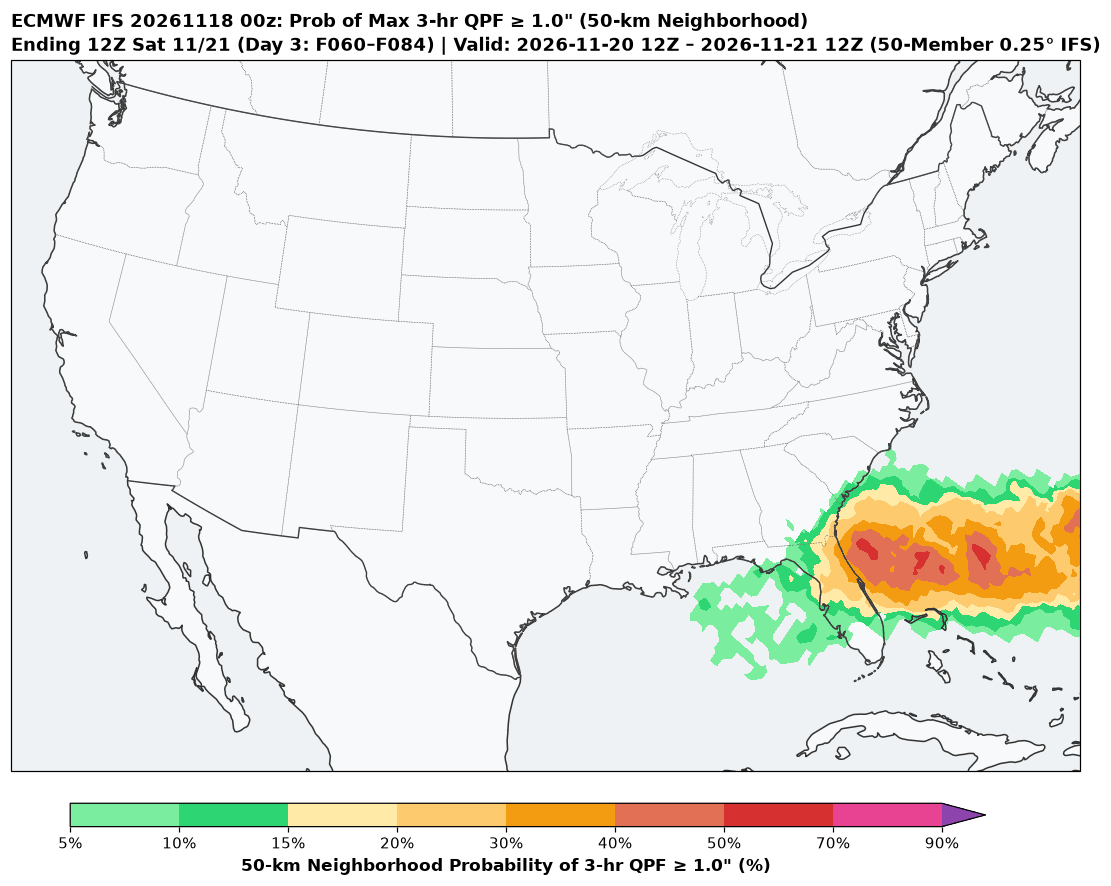 ECMWF IFS 20261118 00z: Prob of Max 3-hr QPF ≥ 1.0" (50-km Neighborhood)
Ending 12Z Sat 11/21 (Day 3: F060–F084) | Valid: 2026-11-20 12Z – 2026-11-21 12Z (50-Member 0.25° IFS)
5% 10% 15% 20% 30% 40% 50% 70% 90%
50-km Neighborhood Probability of 3-hr QPF ≥ 1.0" (%)